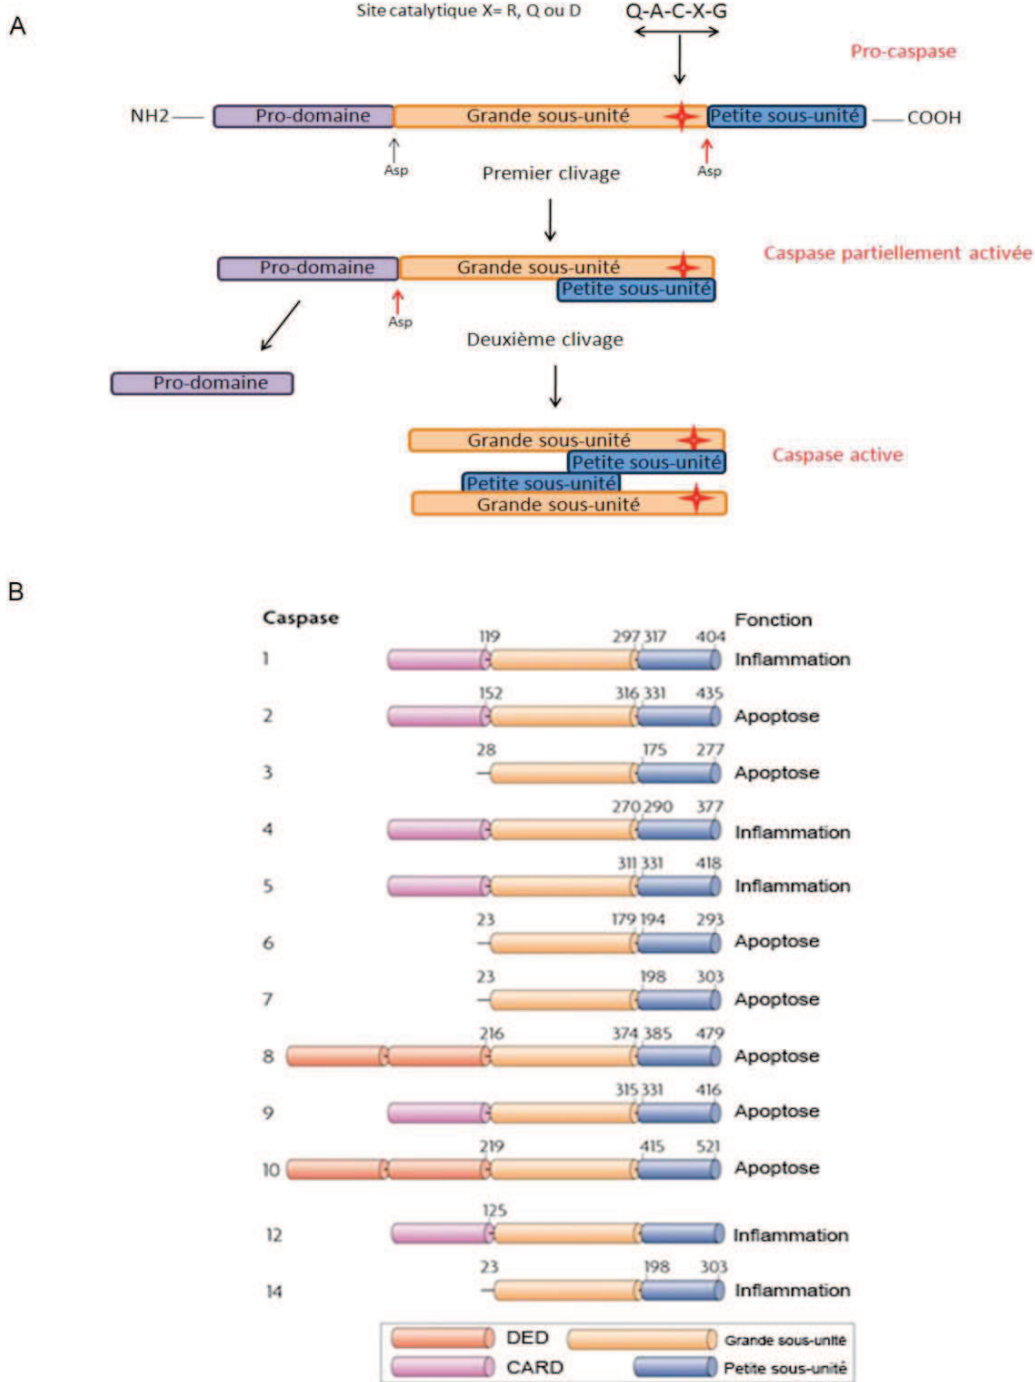 A
Site catalytique X= R, Q ou D
Q-A-C-X-G
Pro-caspase
NH2
Pro-domaine
Grande sous-unité
Petite sous-unité
COOH
Asp
Asp
Premier clivage
Caspase partiellement activée
Pro-domaine
Grande sous-unité
Petite sous-unité
Asp
Deuxième clivage
Pro-domaine
Grande sous-unité
Petite sous-unité
Caspase active
Petite sous-unité
Grande sous-unité
B
Caspase
Fonction
119 297 317 404
1 Inflammation
152 316 331 435
2 Apoptose
28 175 277
3 Apoptose
270 290 377
4 Inflammation
311 331 418
5 Inflammation
23 179 194 293
6 Apoptose
23 198 303
7 Apoptose
216 374 385 479
8 Apoptose
315 331 416
9 Apoptose
219 415 521
10 Apoptose
125
12 Inflammation
23 198 303
14 Inflammation
DED Grande sous-unité
CARD Petite sous-unité